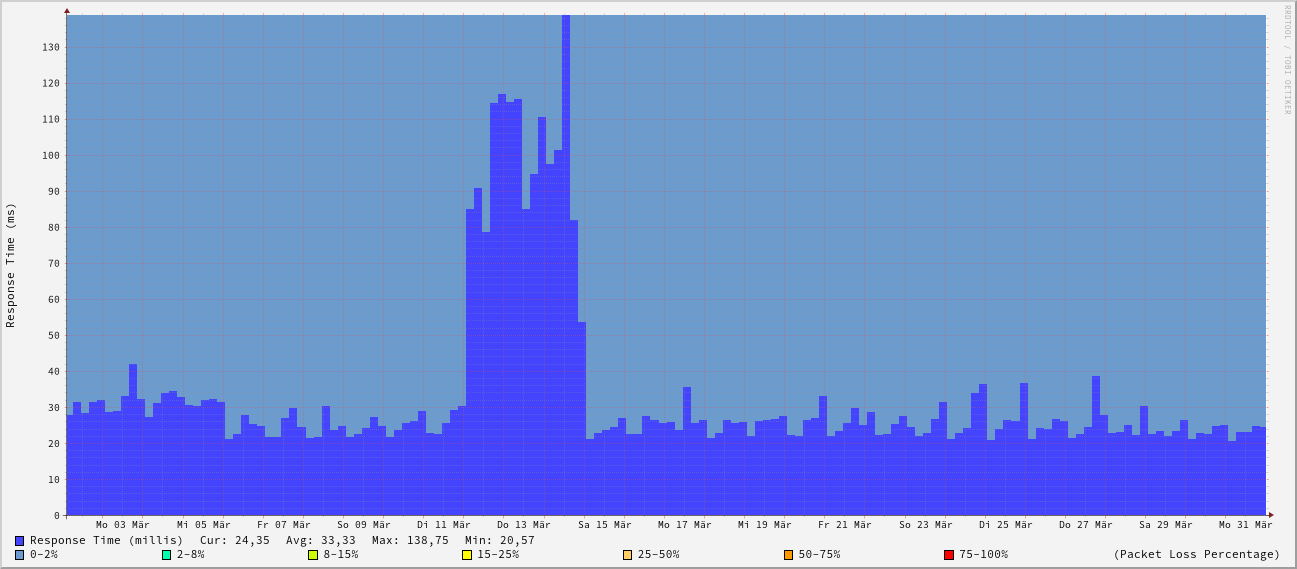 RRDTOOL / TOBI OETIKER
Response Time (ms)
130
120
110
100
90
80
70
60
50
40
30
20
10
0
Mo 03 Mär Mi 05 Mär Fr 07 Mär So 09 Mär Di 11 Mär Do 13 Mär Sa 15 Mär Mo 17 Mär Mi 19 Mär Fr 21 Mär So 23 Mär Di 25 Mär Do 27 Mär Sa 29 Mär Mo 31 Mär
Response Time (millis) Cur: 24,35 Avg: 33,33 Max: 138,75 Min: 20,57
0-2% 2-8% 8-15% 15-25% 25-50% 50-75% 75-100% (Packet Loss Percentage)